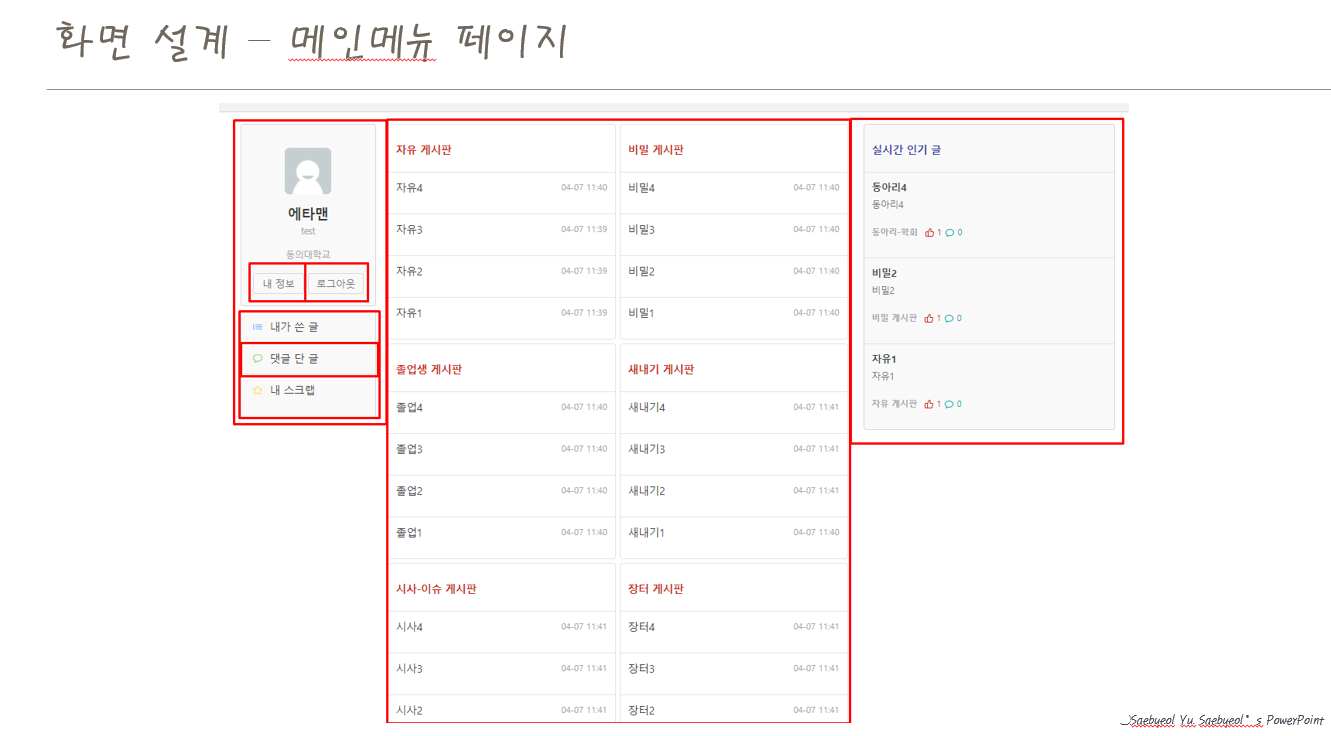 화면 설계 – 메인메뉴 페이지
에타맨
test
동의대학교
내 정보 로그아웃
내가 쓴 글
댓글 단 글
내 스크랩
자유 게시판
자유4 04-07 11:40
자유3 04-07 11:39
자유2 04-07 11:39
자유1 04-07 11:39
비밀 게시판
비밀4 04-07 11:40
비밀3 04-07 11:40
비밀2 04-07 11:40
비밀1 04-07 11:40
졸업생 게시판
졸업4 04-07 11:40
졸업3 04-07 11:40
졸업2 04-07 11:40
졸업1 04-07 11:40
새내기 게시판
새내기4 04-07 11:41
새내기3 04-07 11:41
새내기2 04-07 11:41
새내기1 04-07 11:41
시사-이슈 게시판
시사4 04-07 11:41
시사3 04-07 11:41
시사2 04-07 11:41
장터 게시판
장터4 04-07 11:41
장터3 04-07 11:41
장터2 04-07 11:41
실시간 인기 글
동아리4
동아리4
동아리-학회 1 0
비밀2
비밀2
비밀 게시판 1 0
자유1
자유1
자유 게시판 1 0
Saebyeol Yu. Saebyeol's PowerPoint